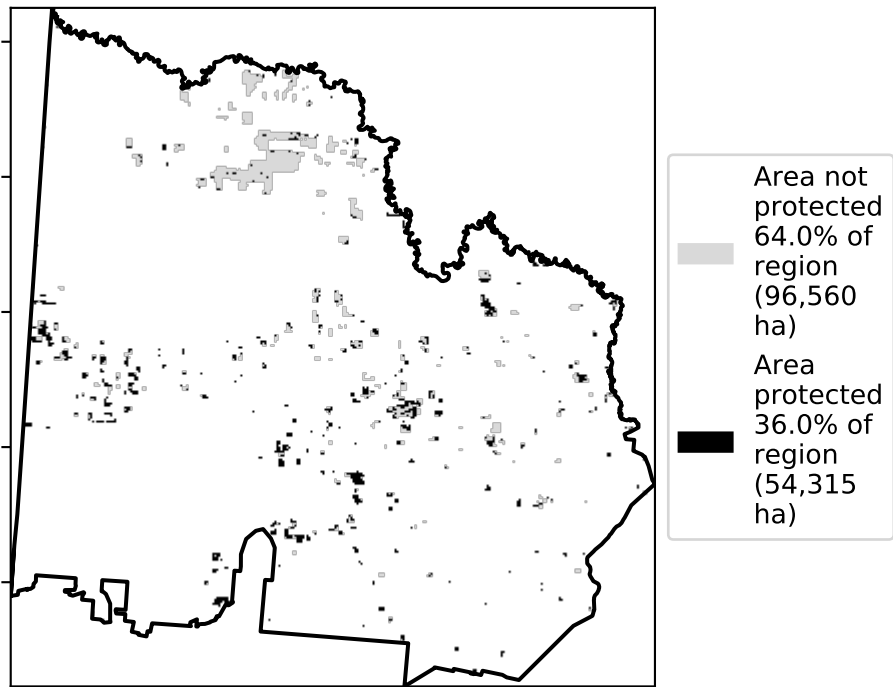 Area not
protected
64.0% of
region
(96,560
ha)
Area
protected
36.0% of
region
(54,315
ha)